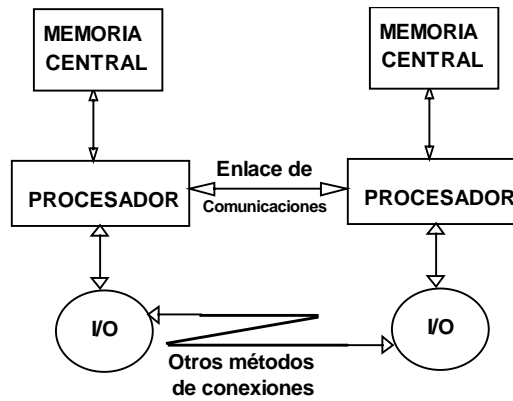 MEMORIA
CENTRAL
MEMORIA
CENTRAL
Enlace de
Comunicaciones
PROCESADOR
PROCESADOR
I/O
I/O
Otros métodos
de conexiones